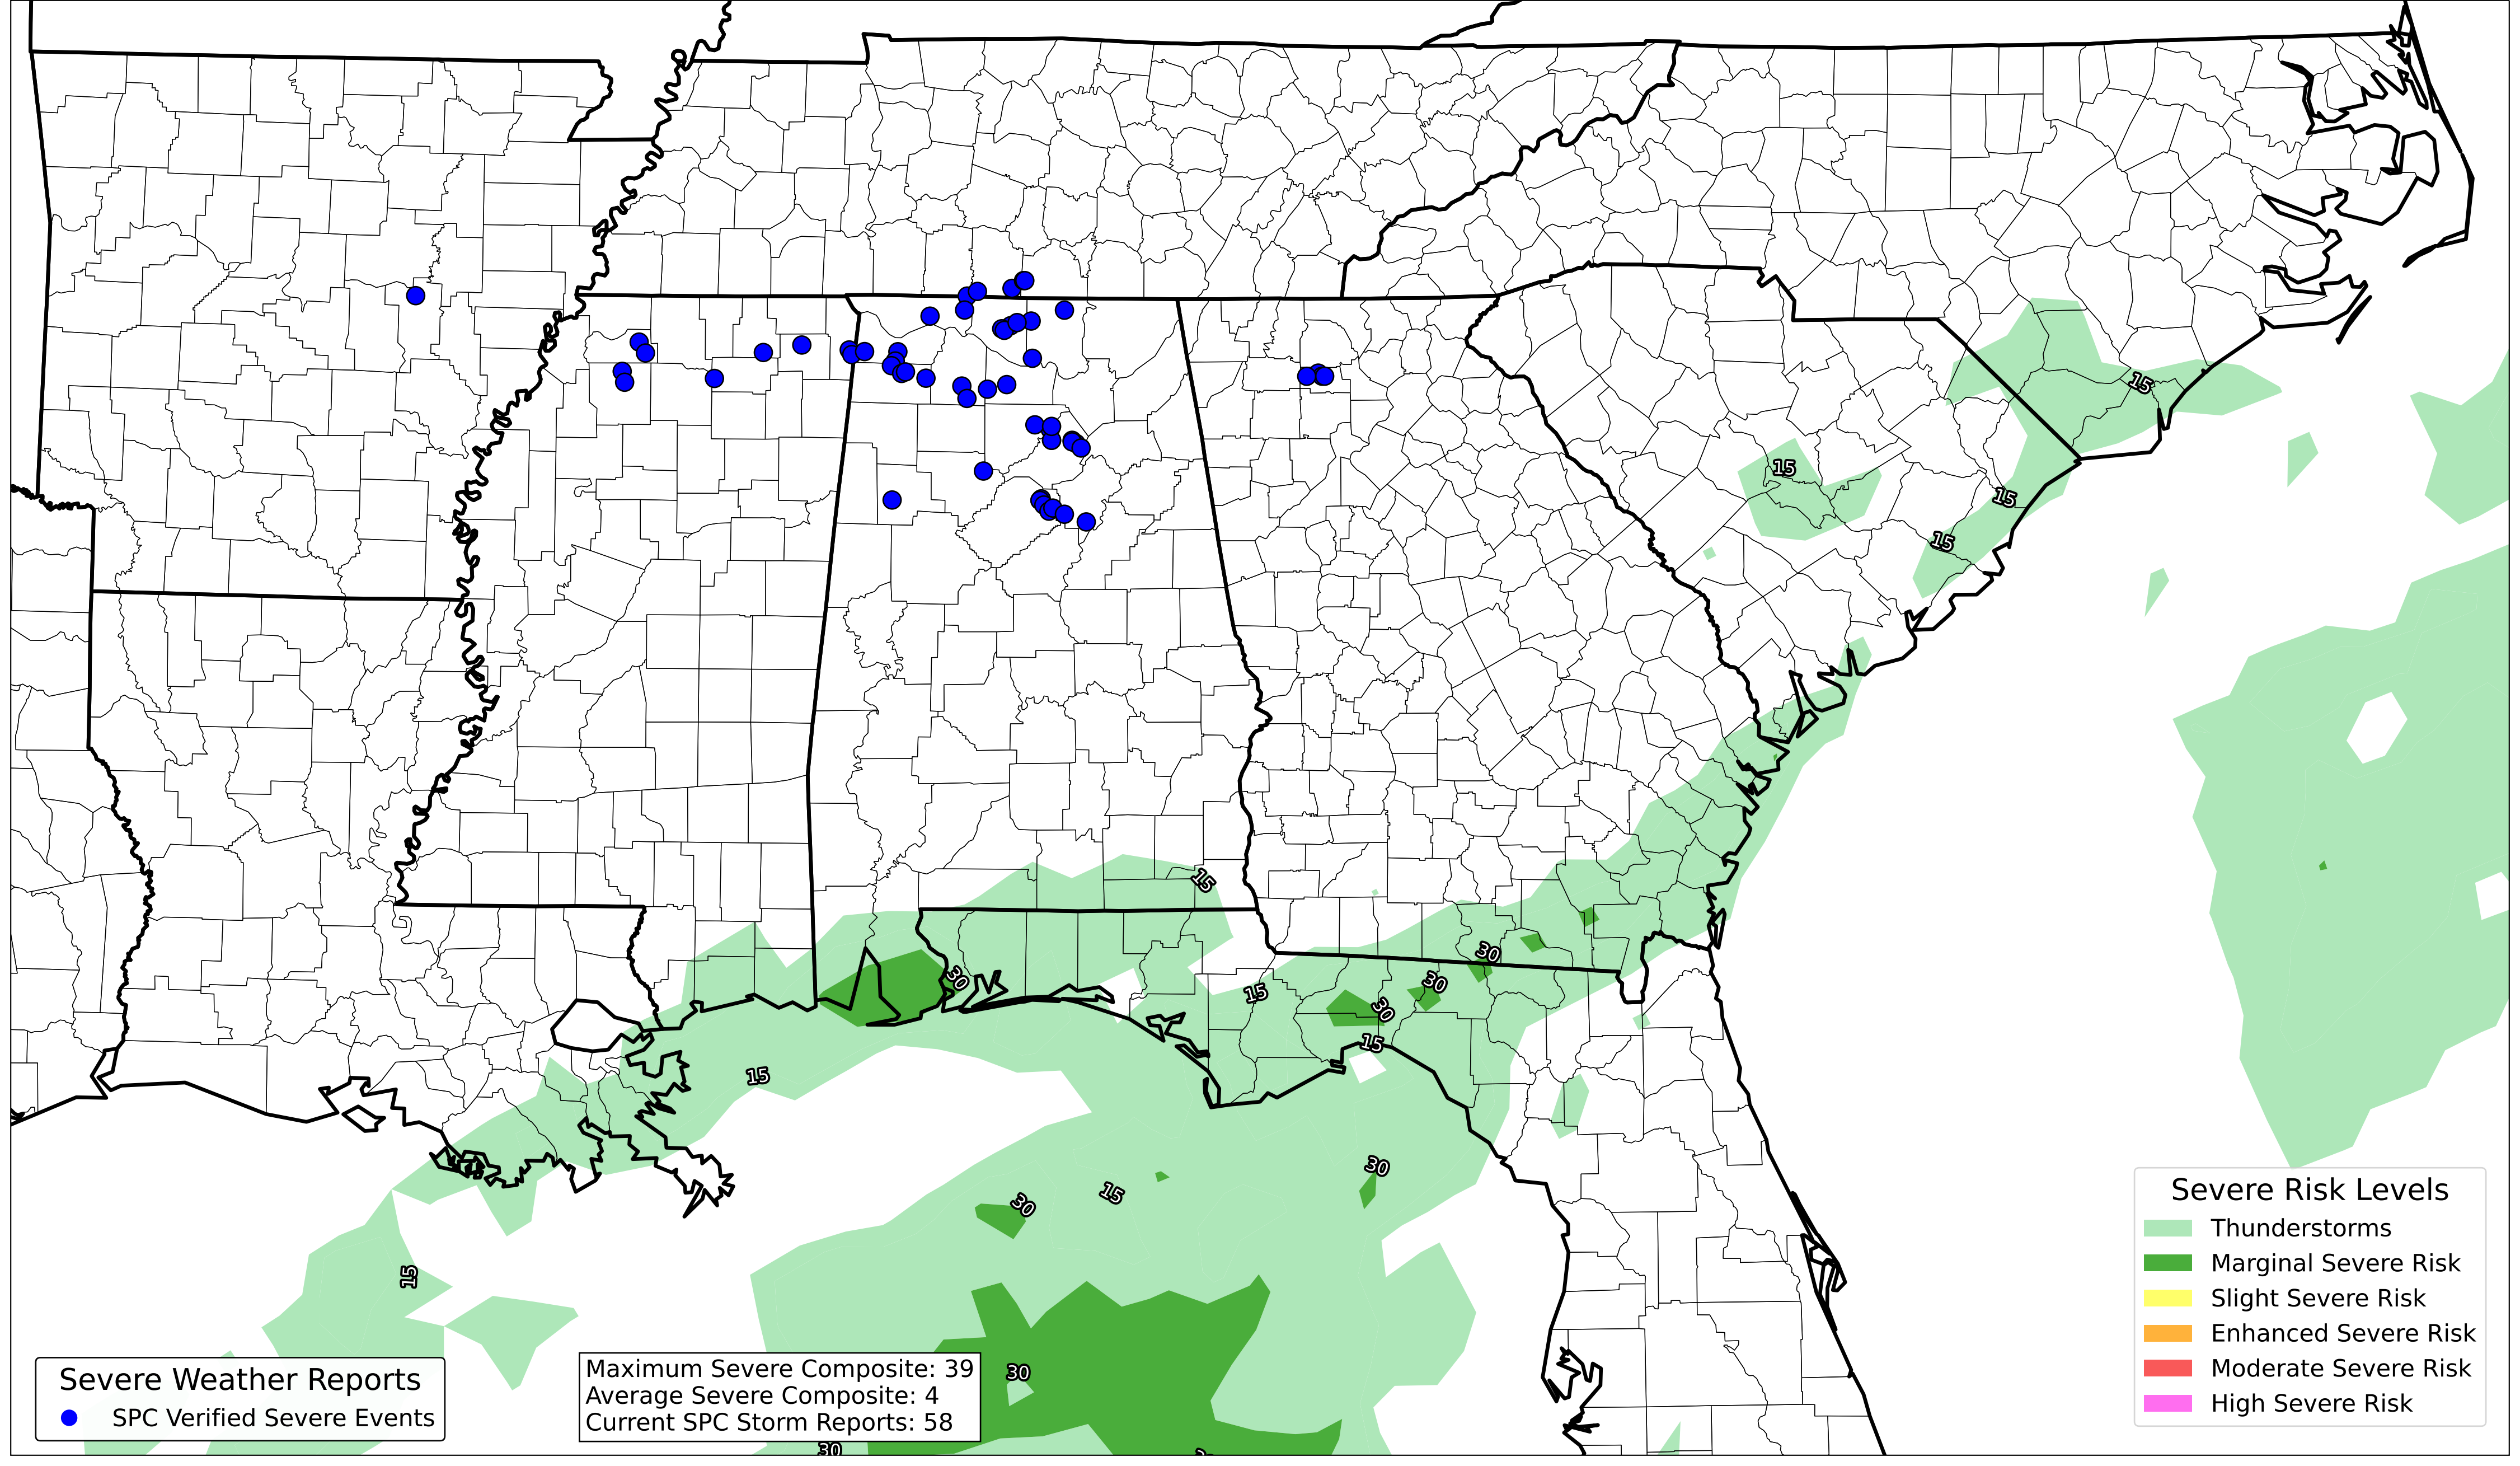 15
15
15
15
15
30
30
30
15
30
15
15
30
30
15
15
30
30
Severe Weather Reports
SPC Verified Severe Events
Maximum Severe Composite: 39
Average Severe Composite: 4
Current SPC Storm Reports: 58
Severe Risk Levels
Thunderstorms
Marginal Severe Risk
Slight Severe Risk
Enhanced Severe Risk
Moderate Severe Risk
High Severe Risk